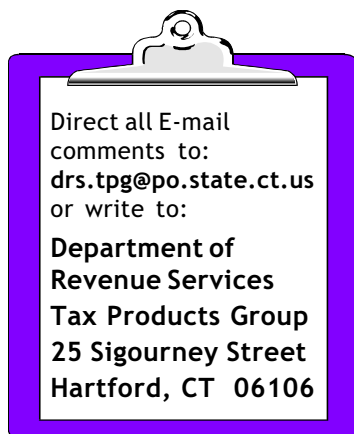 Direct all E-mail
comments to:
drs.tpg@po.state.ct.us
or write to:
Department of
Revenue Services
Tax Products Group
25 Sigourney Street
Hartford, CT 06106